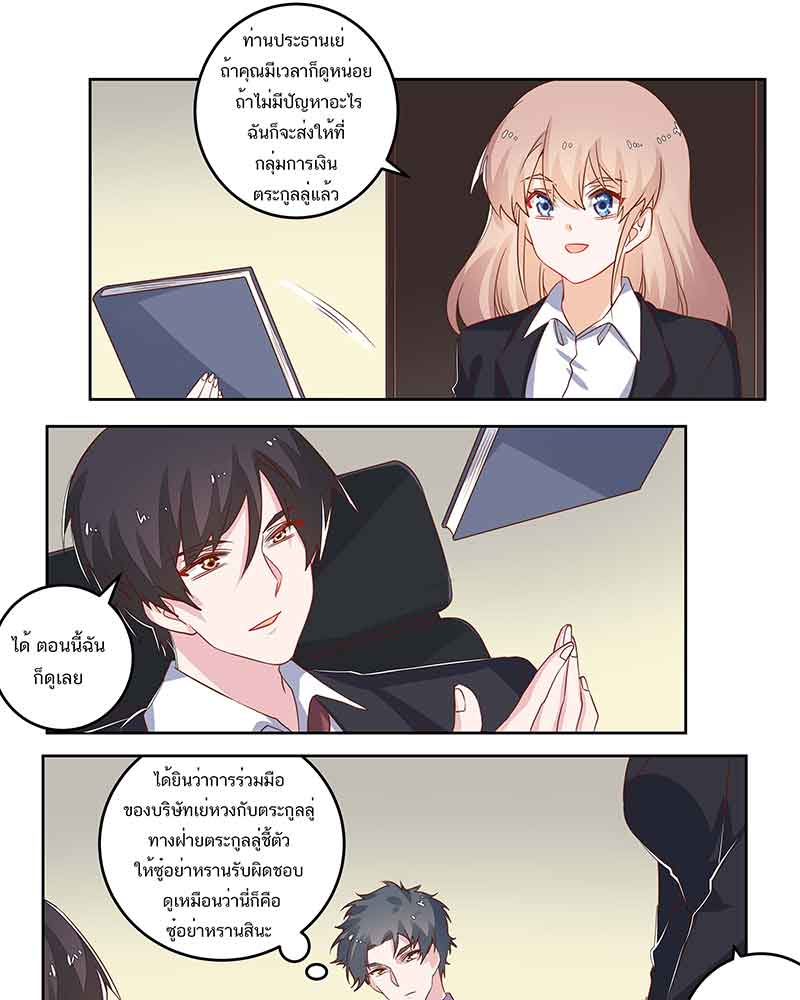 ท่านประธานเย่
ถ้าคุณมีเวลาก็ดูหน่อย
ถ้าไม่มีปัญหาอะไร
ฉันก็จะส่งให้ที่
กลุ่มการเงิน
ตระกูลลู่แล้ว
ได้ ตอนนี้ฉัน
ก็ดูเลย
ได้ยินว่าการร่วมมือ
ของบริษัทเย่หวงกับตระกูลลู่
ทางฝ่ายตระกูลลู่ชี้ตัว
ให้ซู๋อย่าหรานรับผิดชอบ
ดูเหมือนว่านี่ก็คือ
ซู๋อย่าหรานสินะ